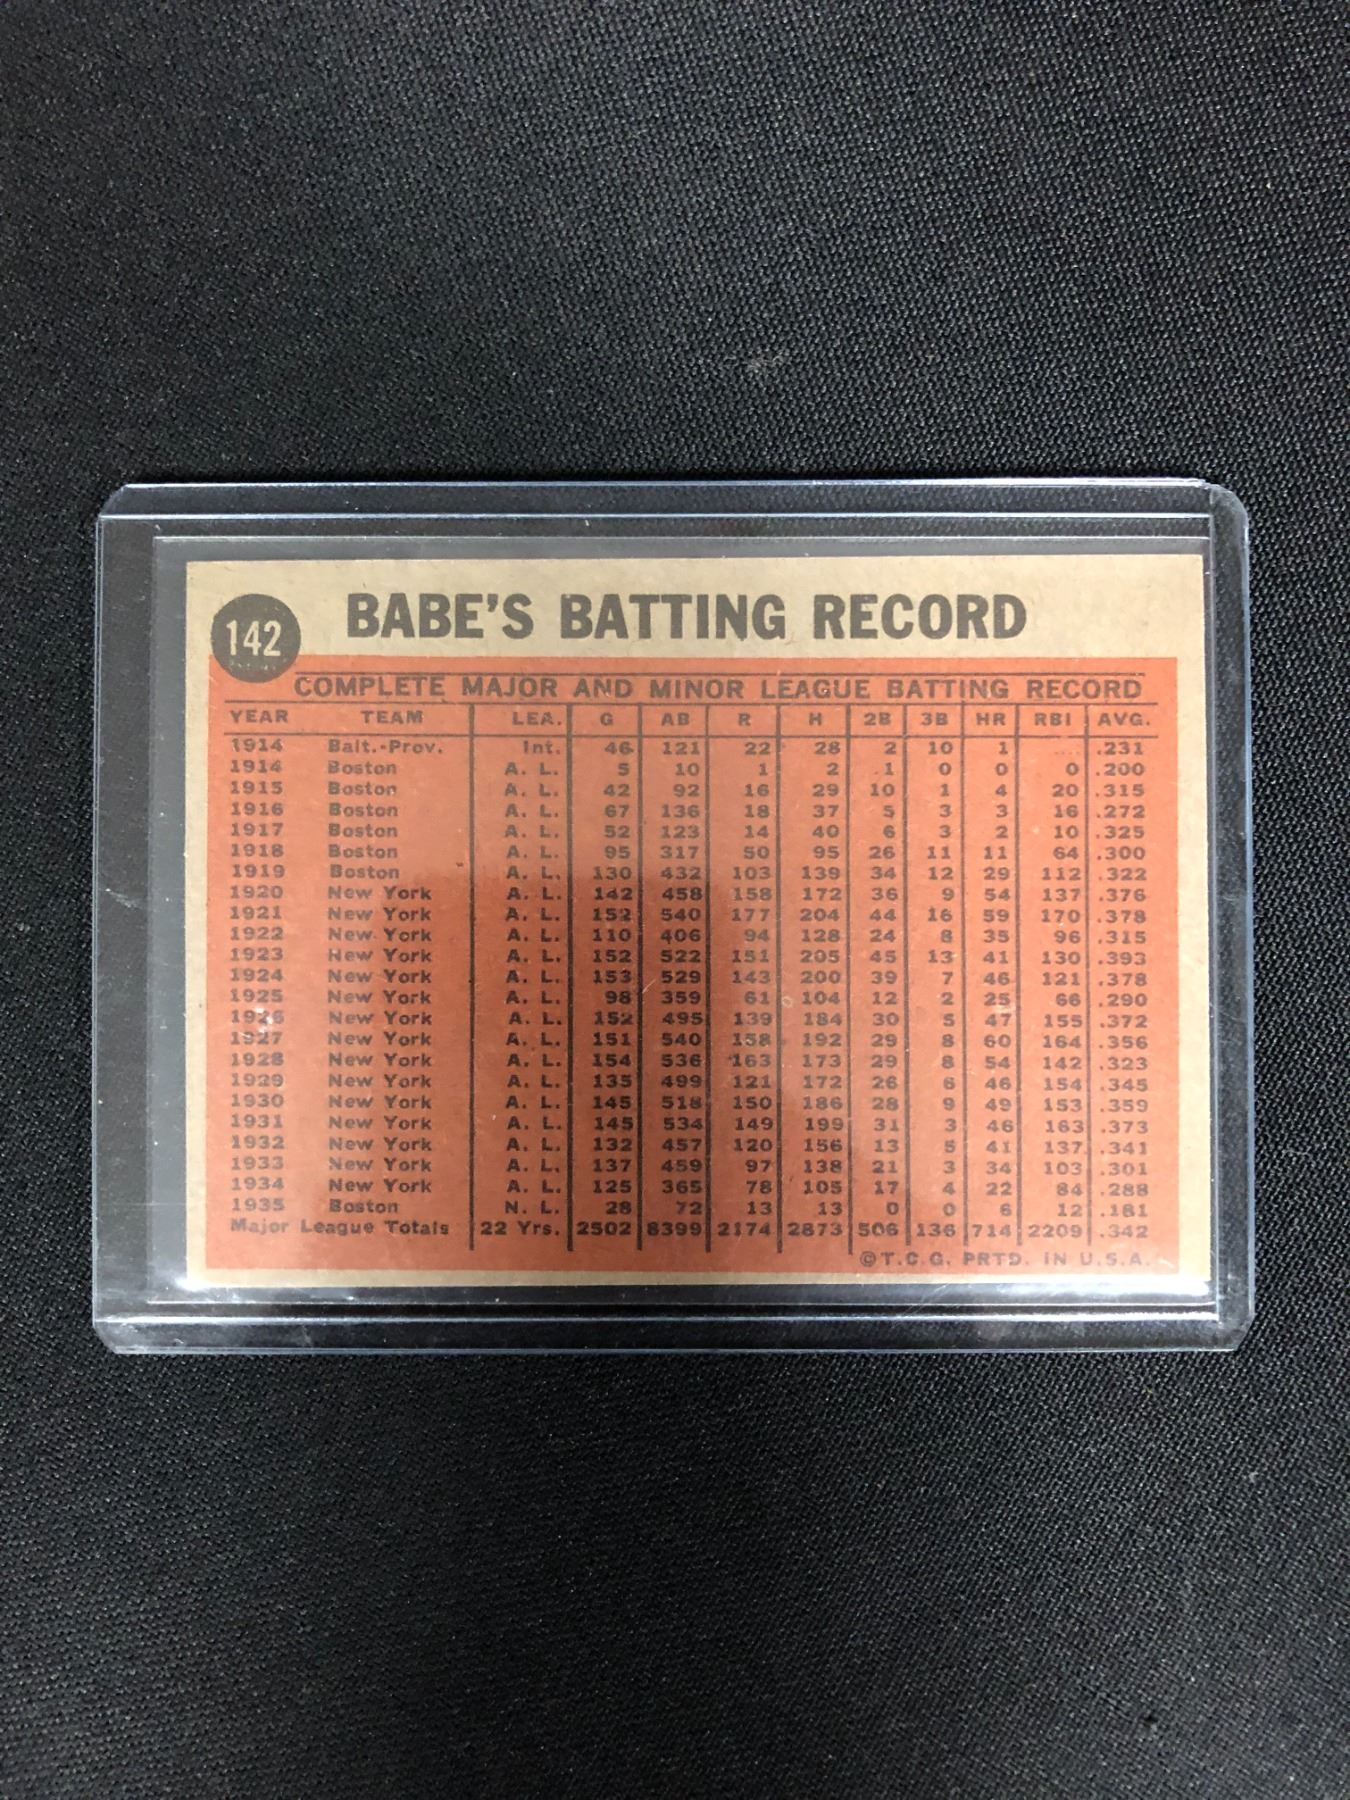 142 BABE'S BATTING RECORD
COMPLETE MAJOR AND MINOR LEAGUE BATTING RECORD
YEAR TEAM LEA. G AB R H 2B 3B HR RBI AVG.
1914 Balt.-Prov. Int. 46 121 22 28 2 10 1 .... .231
1914 Boston A. L. 5 10 1 2 1 0 0 0 .200
1915 Boston A. L. 42 92 16 29 10 1 4 20 .315
1916 Boston A. L. 67 136 18 37 5 3 3 16 .272
1917 Boston A. L. 52 123 14 40 6 3 2 10 .325
1918 Boston A. L. 95 317 50 95 26 11 11 64 .300
1919 Boston A. L. 130 432 103 139 34 12 29 112 .322
1920 New York A. L. 142 458 158 172 36 9 54 137 .376
1921 New York A. L. 152 540 177 204 44 16 59 170 .378
1922 New York A. L. 110 406 94 128 24 8 35 96 .315
1923 New York A. L. 152 522 151 205 45 13 41 130 .393
1924 New York A. L. 153 529 143 200 39 7 46 121 .378
1925 New York A. L. 98 359 61 104 12 2 25 66 .290
1926 New York A. L. 152 495 139 184 30 5 47 155 .372
1927 New York A. L. 151 540 158 192 29 8 60 164 .356
1928 New York A. L. 154 536 163 173 29 8 54 142 .323
1929 New York A. L. 135 499 121 172 26 6 46 154 .345
1930 New York A. L. 145 518 150 186 28 9 49 153 .359
1931 New York A. L. 145 534 149 199 31 3 46 163 .373
1932 New York A. L. 132 457 120 156 13 5 41 137 .341
1933 New York A. L. 137 459 97 138 21 3 34 103 .301
1934 New York A. L. 125 365 78 105 17 4 22 84 .288
1935 Boston N. L. 28 72 13 13 0 0 6 12 .181
Major League Totals 22 Yrs. 2502 8399 2174 2873 506 136 714 2209 .342
©T.C.G. PRTD. IN U.S.A.